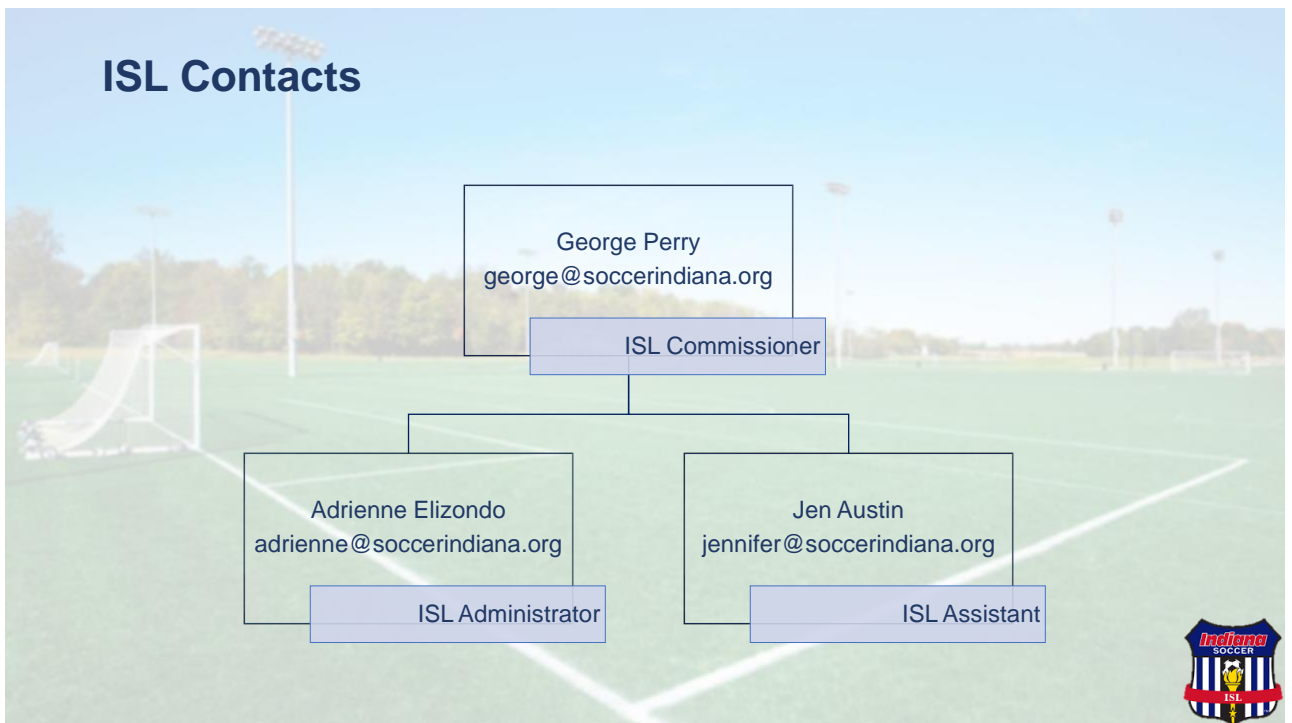 ISL Contacts
George Perry
george@soccerindiana.org
ISL Commissioner
Adrienne Elizondo
adrienne@soccerindiana.org
ISL Administrator
Jen Austin
jennifer@soccerindiana.org
ISL Assistant
Indiana
SOCCER
ISL